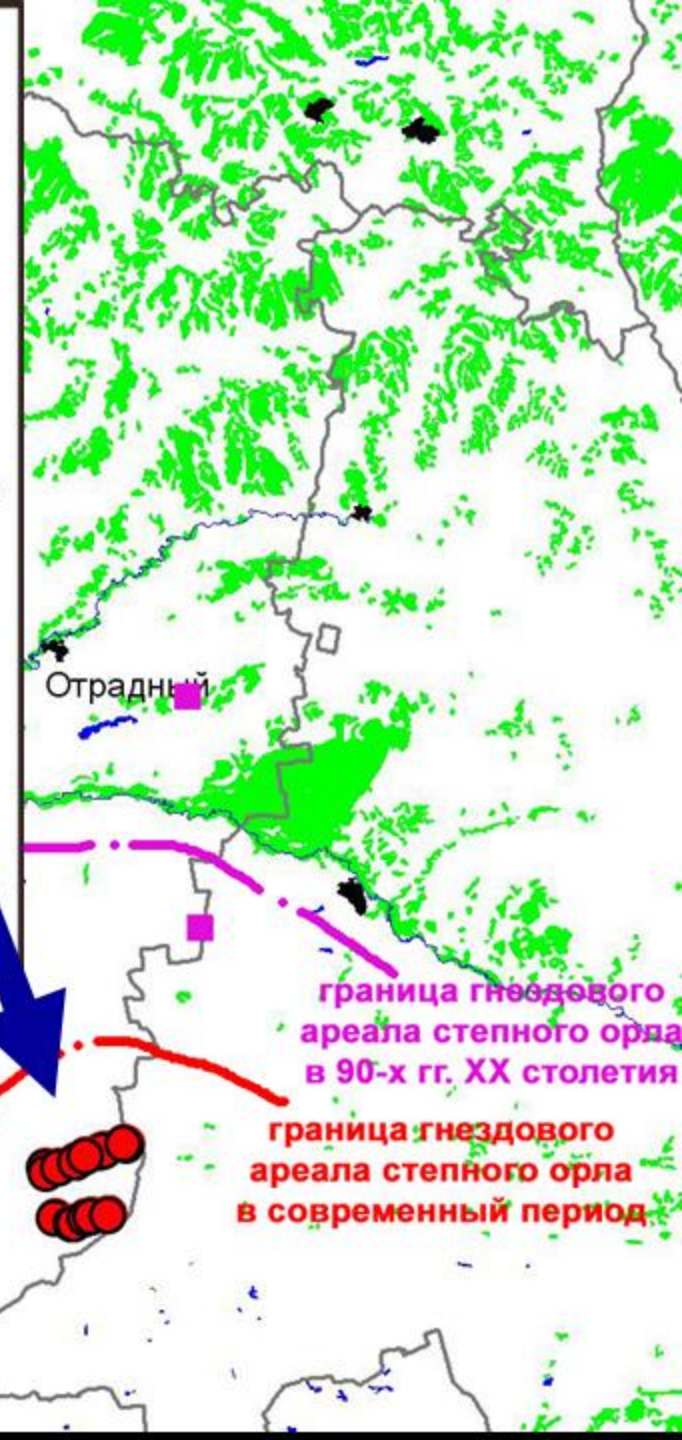 Отрадный
граница гнездового
ареала степного орла
в 90-х гг. XX столетия
граница гнездового
ареала степного орла
в современный период